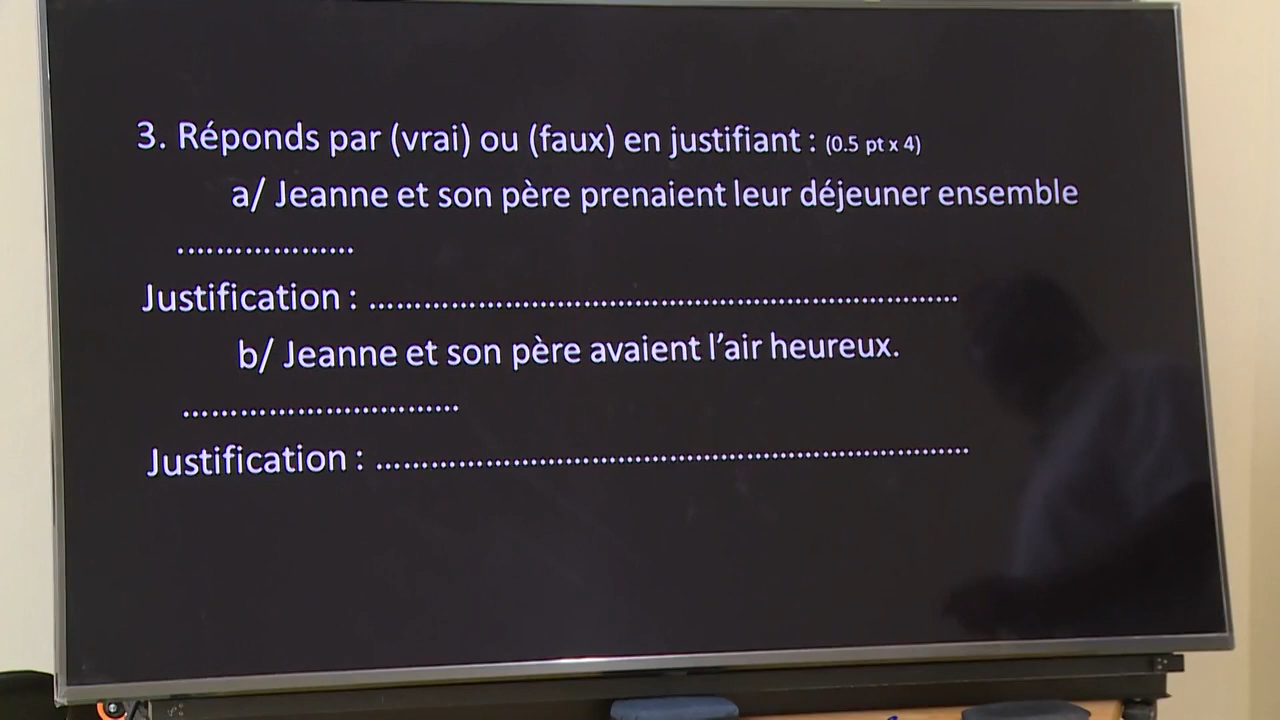 3. Réponds par (vrai) ou (faux) en justifiant : (0.5 pt x 4)
a/ Jeanne et son père prenaient leur déjeuner ensemble
...................
Justification : .................................................................
b/ Jeanne et son père avaient l’air heureux.
..............................
Justification : .................................................................